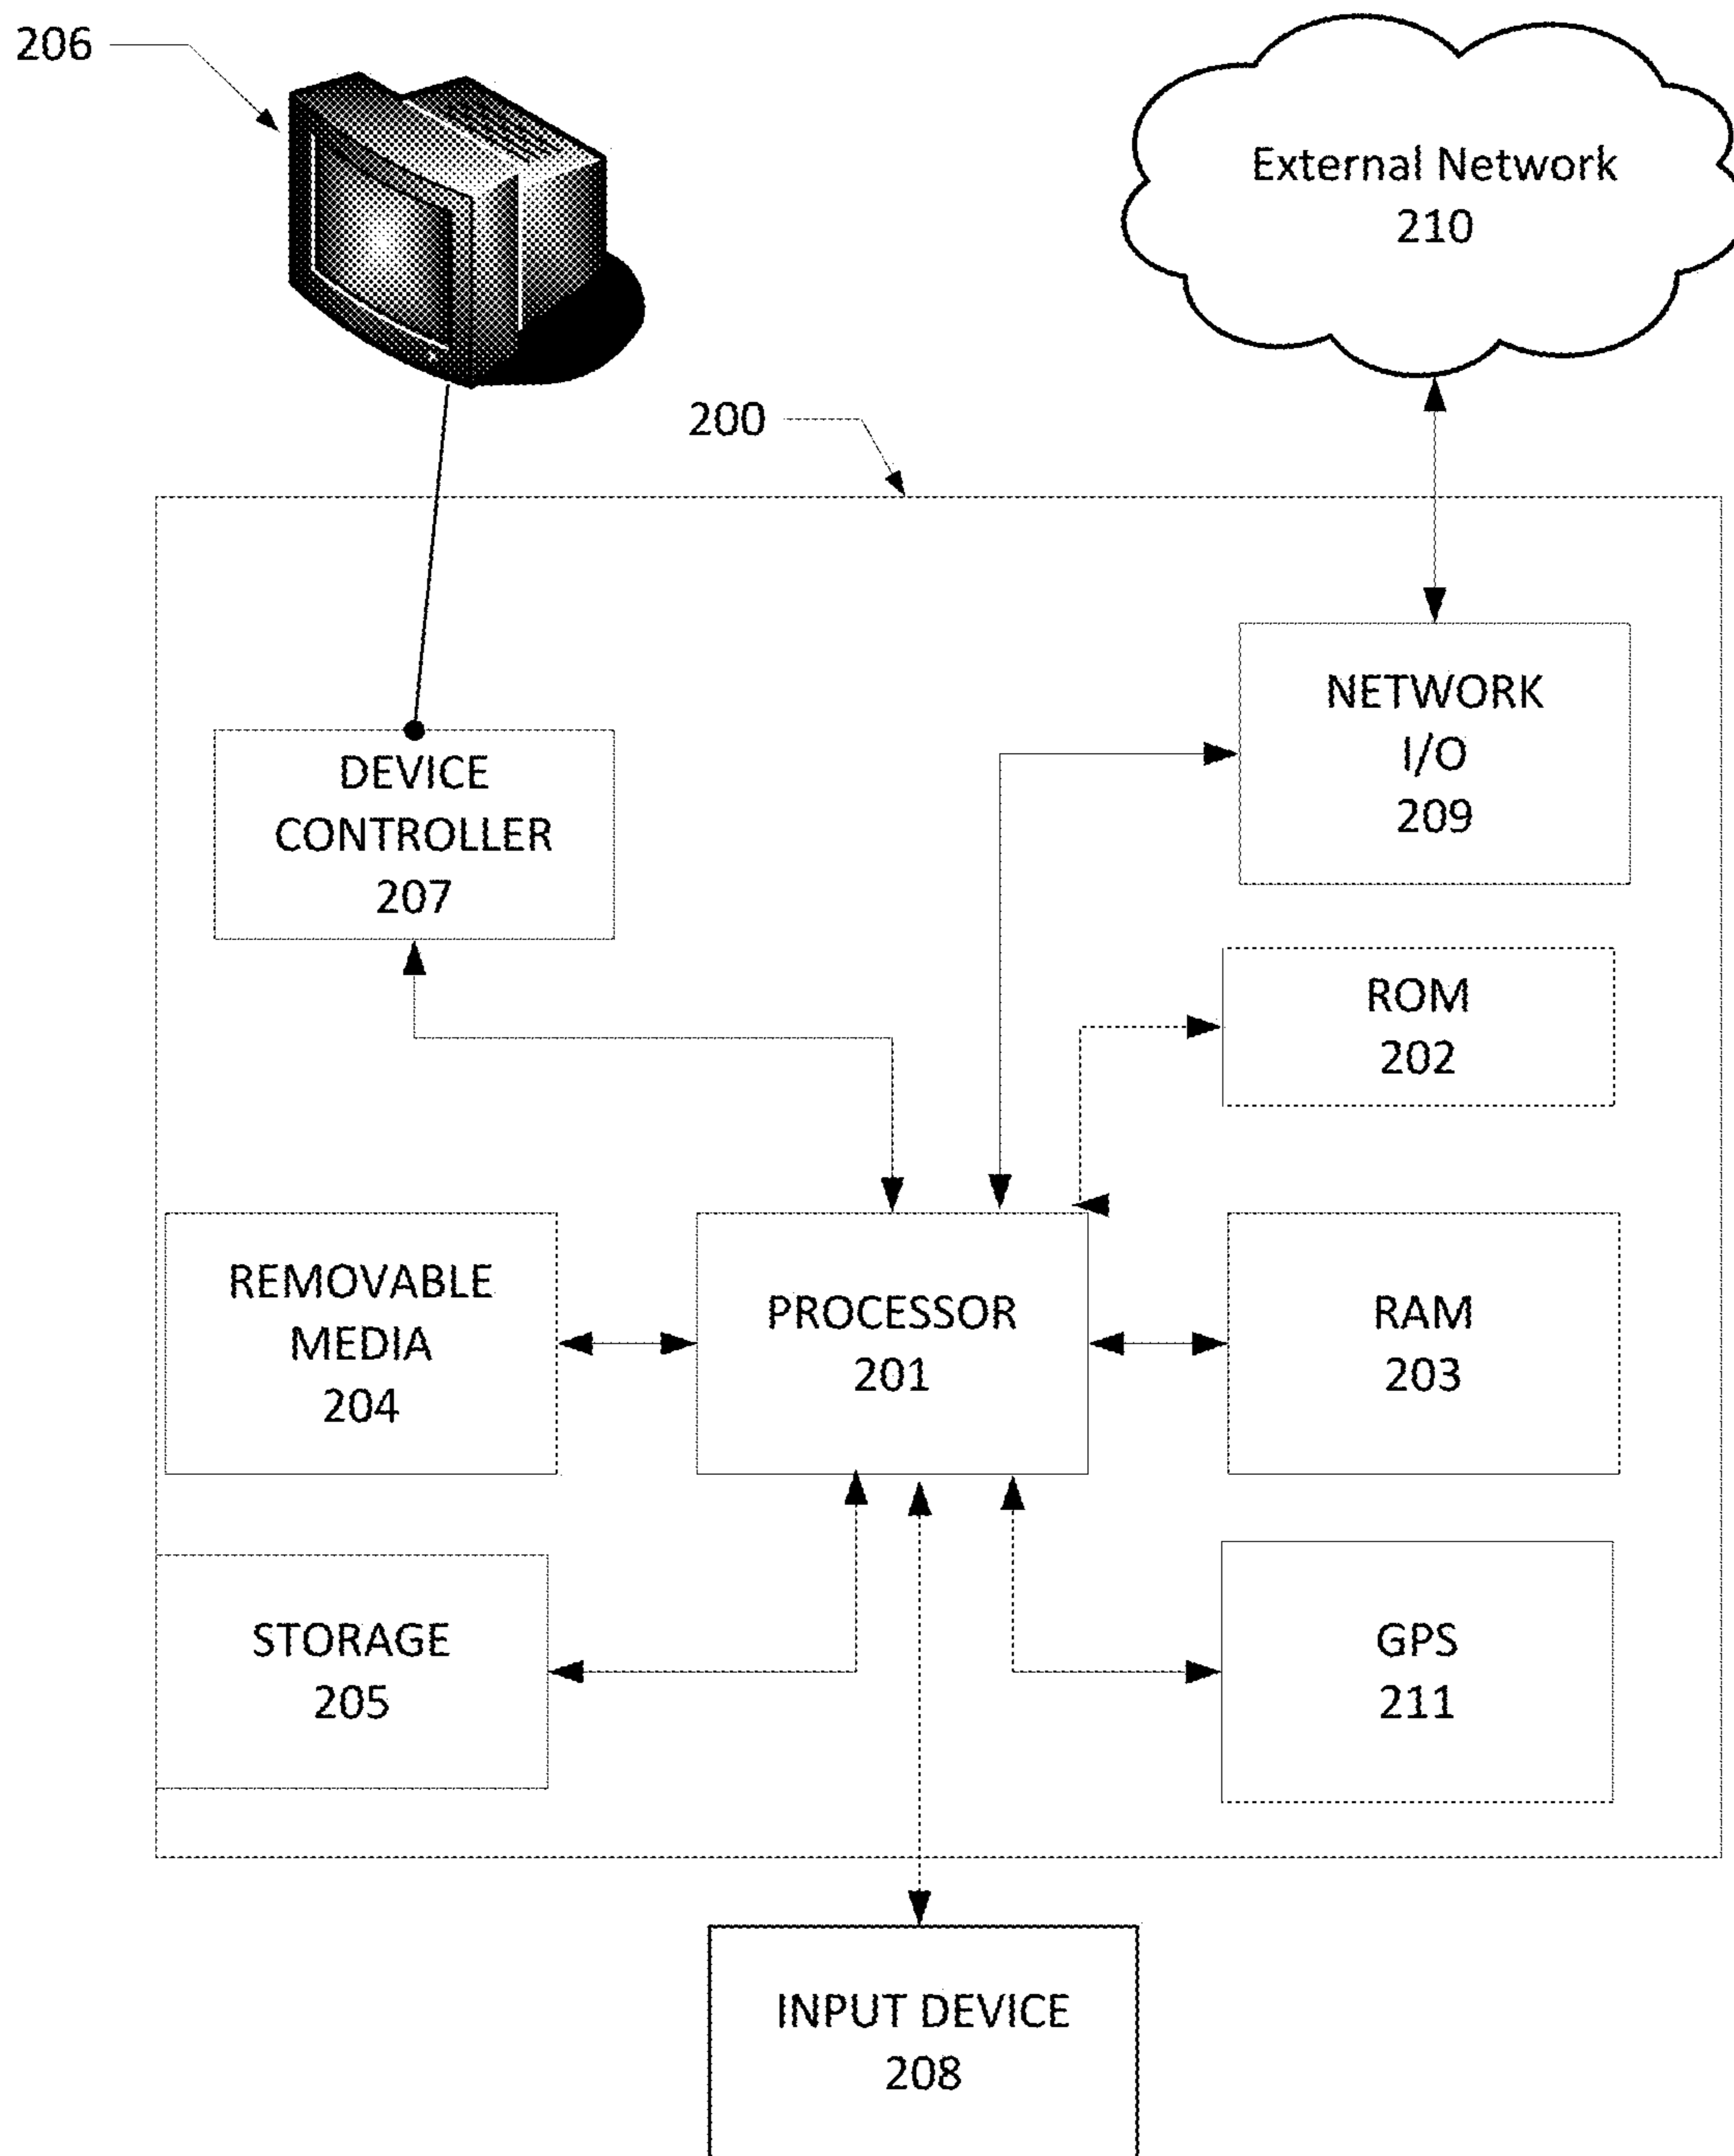 206
External Network
210
200
NETWORK
I/O
209
DEVICE
CONTROLLER
207
ROM
202
REMOVABLE
MEDIA
204
PROCESSOR
201
RAM
203
STORAGE
205
GPS
211
INPUT DEVICE
208